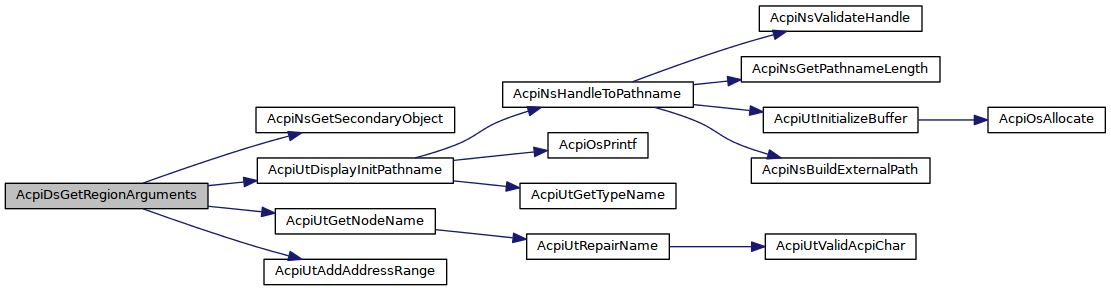 AcpiNsValidateHandle
AcpiNsGetPathnameLength
AcpiNsHandleToPathname
AcpiNsGetSecondaryObject
AcpiUtInitializeBuffer
AcpiOsAllocate
AcpiOsPrintf
AcpiUtDisplayInitPathname
AcpiNsBuildExternalPath
AcpiDsGetRegionArguments
AcpiUtGetTypeName
AcpiUtGetNodeName
AcpiUtRepairName
AcpiUtValidAcpiChar
AcpiUtAddAddressRange